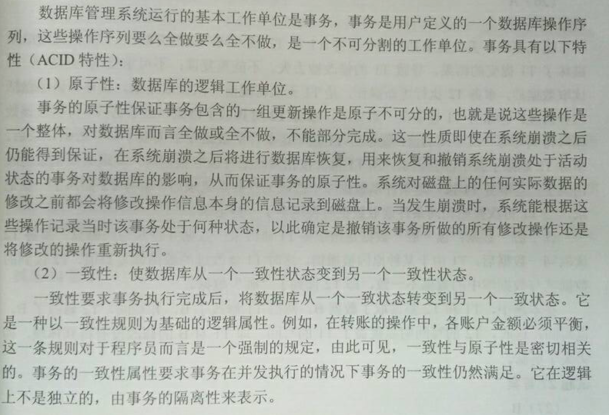 数据库管理系统运行的基本工作单位是事务，事务是用户定义的一个数据库操作序
列，这些操作序列要么全做要么全不做，是一个不可分割的工作单位。事务具有以下特
性（ACID 特性）：
（1）原子性：数据库的逻辑工作单位。
事务的原子性保证事务包含的一组更新操作是原子不可分的，也就是说这些操作是
一个整体，对数据库而言全做或全不做，不能部分完成。这一性质即使在系统崩溃之后
仍能得到保证，在系统崩溃之后将进行数据库恢复，用来恢复和撤销系统崩溃处于活动
状态的事务对数据库的影响，从而保证事务的原子性。系统对磁盘上的任何实际数据的
修改之前都会将修改操作信息本身的信息记录到磁盘上。当发生崩溃时，系统能根据这
些操作记录当时该事务处于何种状态，以此确定是撤销该事务所做的所有修改操作还是
将修改的操作重新执行。
（2）一致性：使数据库从一个一致性状态变到另一个一致性状态。
一致性要求事务执行完成后，将数据库从一个一致状态转变到另一个一致状态。它
是一种以一致性规则为基础的逻辑属性。例如，在转账的操作中，各账户金额必须平衡，
这一条规则对于程序员而言是一个强制的规定，由此可见，一致性与原子性是密切相关
的。事务的一致性属性要求事务在并发执行的情况下事务的一致性仍然满足。它在逻辑
上不是独立的，由事务的隔离性来表示。